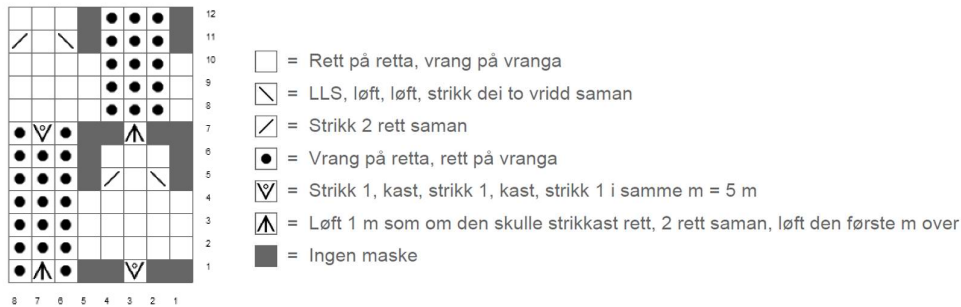 12
11
10
9
8
7
6
5
4
3
2
1
8 7 6 5 4 3 2 1
= Rett på retta, vrang på vranga
= LLS, løft, løft, strikk dei to vridd saman
= Strikk 2 rett saman
= Vrang på retta, rett på vranga
= Strikk 1, kast, strikk 1, kast, strikk 1 i samme m = 5 m
= Løft 1 m som om den skulle strikkast rett, 2 rett saman, løft den første m over
= Ingen maske